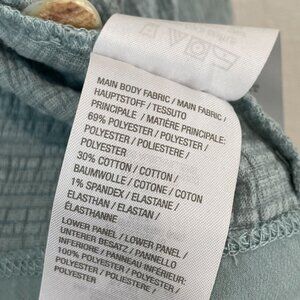 MAIN BODY FABRIC / MAIN FABRIC /
HAUPTSTOFF / TESSUTO
PRINCIPALE / MATIÈRE PRINCIPALE:
69% POLYESTER / POLYESTER /
POLYESTER / POLIESTERE /
POLYESTER
30% COTTON / COTTON /
BAUMWOLLE / COTONE / COTON
1% SPANDEX / ELASTANE /
ELASTHAN / ELASTAN /
ÉLASTHANNE
LOWER PANEL / LOWER PANEL /
UNTERER BESATZ / PANNELLO
INFERIORE / PANNEAU INFÉRIEUR:
100% POLYESTER / POLYESTER /
POLYESTER / POLIESTERE /
POLYESTER